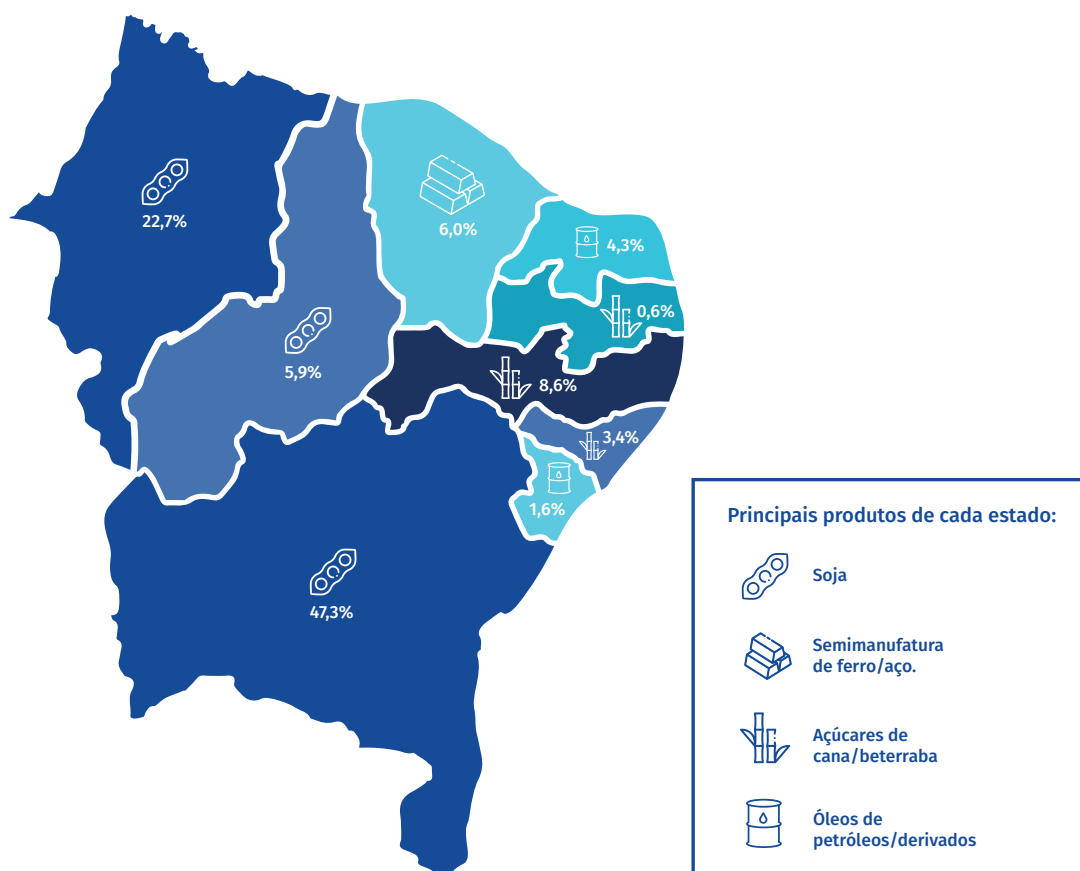 22,7%
6,0%
4,3%
0,6%
5,9%
8,6%
3,4%
1,6%
47,3%
Principais produtos de cada estado:
Soja
Semimanufatura
de ferro/aço.
Açúcares de
cana/beterraba
Óleos de
petróleos/derivados